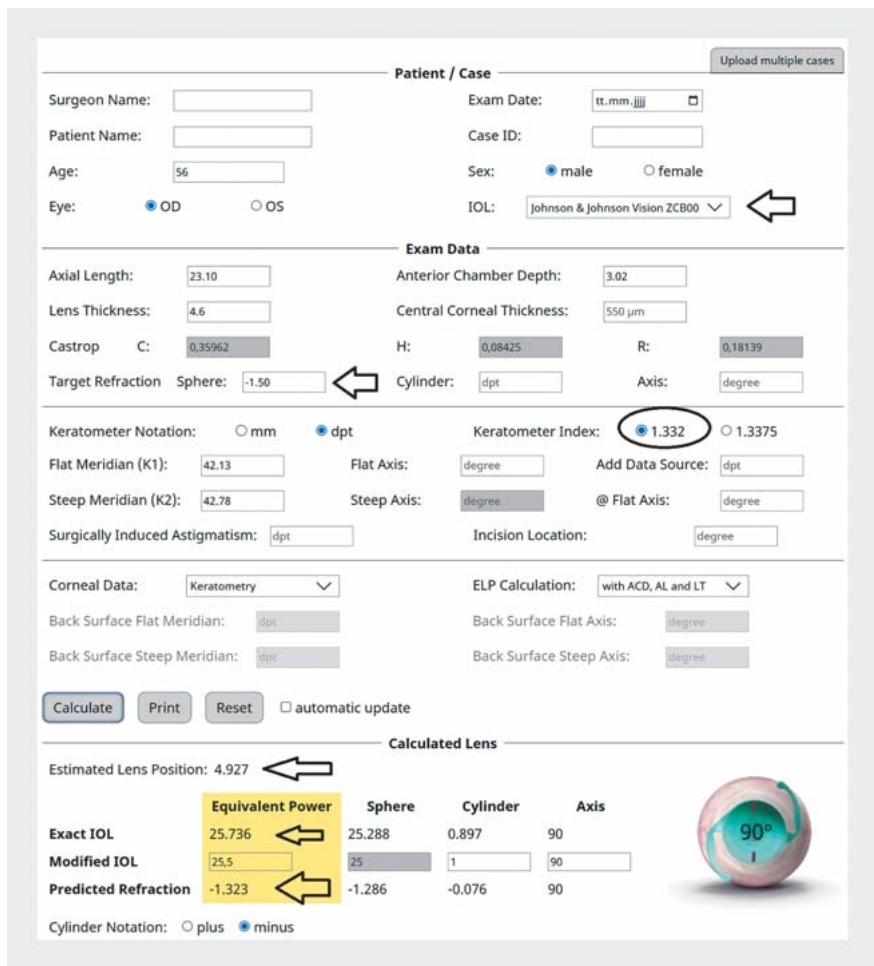 Upload multiple cases
Patient / Case
Surgeon Name: Exam Date: tt.mm.jjjj
Patient Name: Case ID:
Age: 56 Sex: male female
Eye: OD OS IOL: Johnson & Johnson Vision ZCB00
Exam Data
Axial Length: 23.10 Anterior Chamber Depth: 3.02
Lens Thickness: 4.6 Central Corneal Thickness: 550 µm
Castrop C: 0,35962 H: 0,08425 R: 0,18139
Target Refraction Sphere: -1.50 Cylinder: dpt Axis: degree
Keratometer Notation: mm dpt Keratometer Index: 1.332 1.3375
Flat Meridian (K1): 42.13 Flat Axis: degree Add Data Source: dpt
Steep Meridian (K2): 42.78 Steep Axis: degree @ Flat Axis: degree
Surgically Induced Astigmatism: dpt Incision Location: degree
Corneal Data: Keratometry ELP Calculation: with ACD, AL and LT
Back Surface Flat Meridian: dpt Back Surface Flat Axis: degree
Back Surface Steep Meridian: dpt Back Surface Steep Axis: degree
Calculate Print Reset automatic update
Calculated Lens
Estimated Lens Position: 4.927
Equivalent Power Sphere Cylinder Axis
Exact IOL 25.736 25.288 0.897 90
Modified IOL 25,5 25 1 90
Predicted Refraction -1.323 -1.286 -0.076 90
90°
Cylinder Notation: plus minus